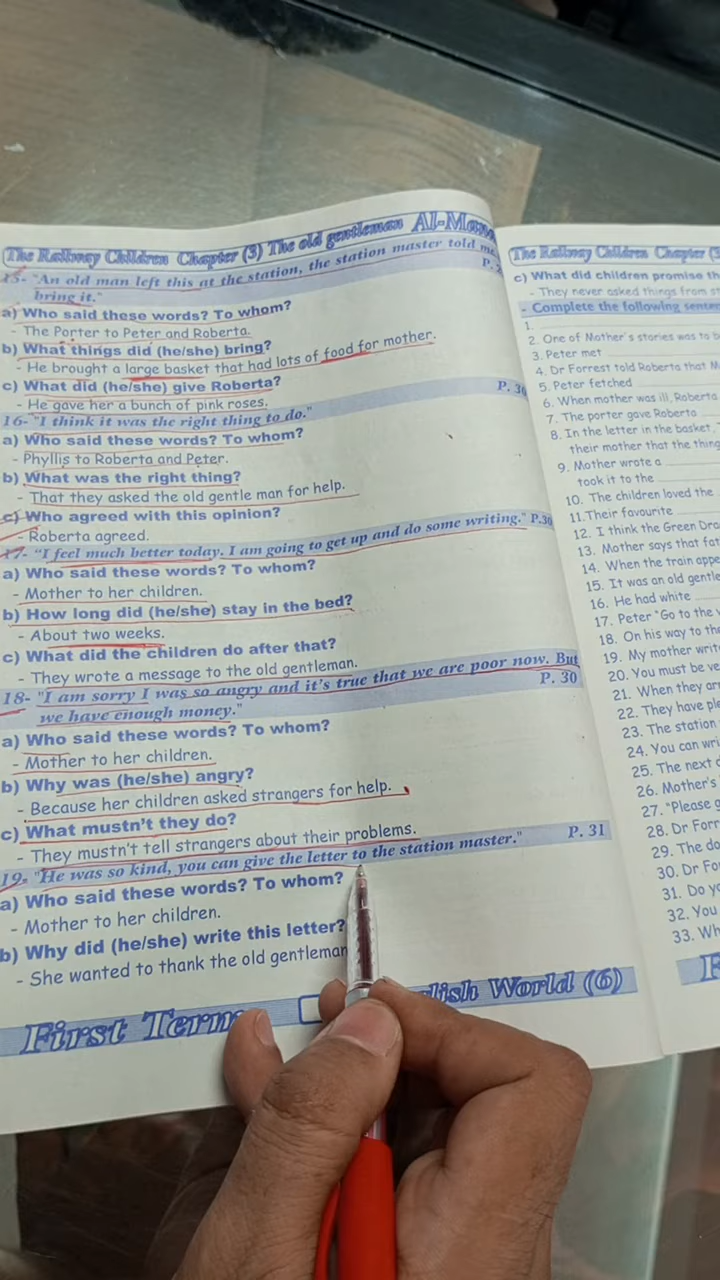 The Railway Children Chapter (3) The old gentleman
15- "An old man left this at the station, the station master told me
bring it."
a) Who said these words? To whom?
- The Porter to Peter and Roberta.
b) What things did (he/she) bring?
- He brought a large basket that had lots of food for mother.
c) What did (he/she) give Roberta?
- He gave her a bunch of pink roses.
16- "I think it was the right thing to do." P. 30
a) Who said these words? To whom?
- Phyllis to Roberta and Peter.
b) What was the right thing?
- That they asked the old gentle man for help.
c) Who agreed with this opinion?
- Roberta agreed.
17- "I feel much better today. I am going to get up and do some writing." P.30
a) Who said these words? To whom?
- Mother to her children.
b) How long did (he/she) stay in the bed?
- About two weeks.
c) What did the children do after that?
- They wrote a message to the old gentleman.
18- "I am sorry I was so angry and it's true that we are poor now. But
we have enough money." P. 30
a) Who said these words? To whom?
- Mother to her children.
b) Why was (he/she) angry?
- Because her children asked strangers for help.
c) What mustn't they do?
- They mustn't tell strangers about their problems.
19- "He was so kind, you can give the letter to the station master." P. 31
a) Who said these words? To whom?
- Mother to her children.
b) Why did (he/she) write this letter?
- She wanted to thank the old gentleman
First Term World (6)
The Railway Children Chapter
c) What did children promise
- They never asked things from
- Complete the following
1.
2. One of Mother's stories was to
3. Peter met
4. Dr Forrest told Roberta that
5. Peter fetched
6. When mother was ill, Roberta
7. The porter gave Roberta
8. In the letter in the basket,
their mother that the
9. Mother wrote a
took it to the
10. The children loved the
11.Their favourite
12. I think the Green
13. Mother says that
14. When the train
15. It was an old
16. He had white
17. Peter "Go to the
18. On his way to
19. My mother
20. You must be
21. When they
22. They have
23. The station
24. You can
25. The next
26. Mother's
27. "Please
28. Dr
29. The
30. Dr
31. Do
32. You
33.